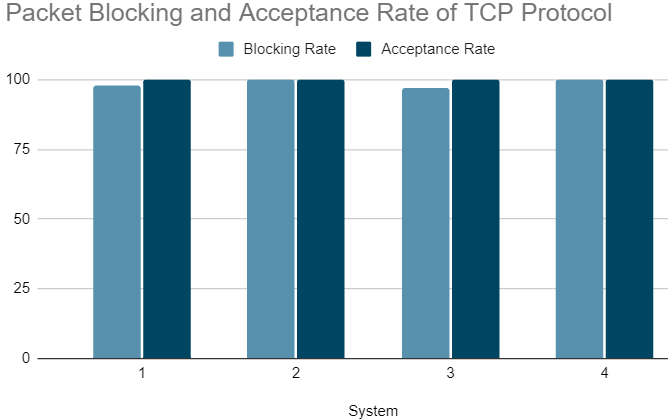 Packet Blocking and Acceptance Rate of TCP Protocol
Blocking Rate Acceptance Rate
100
75
50
25
0
1 2 3 4
System